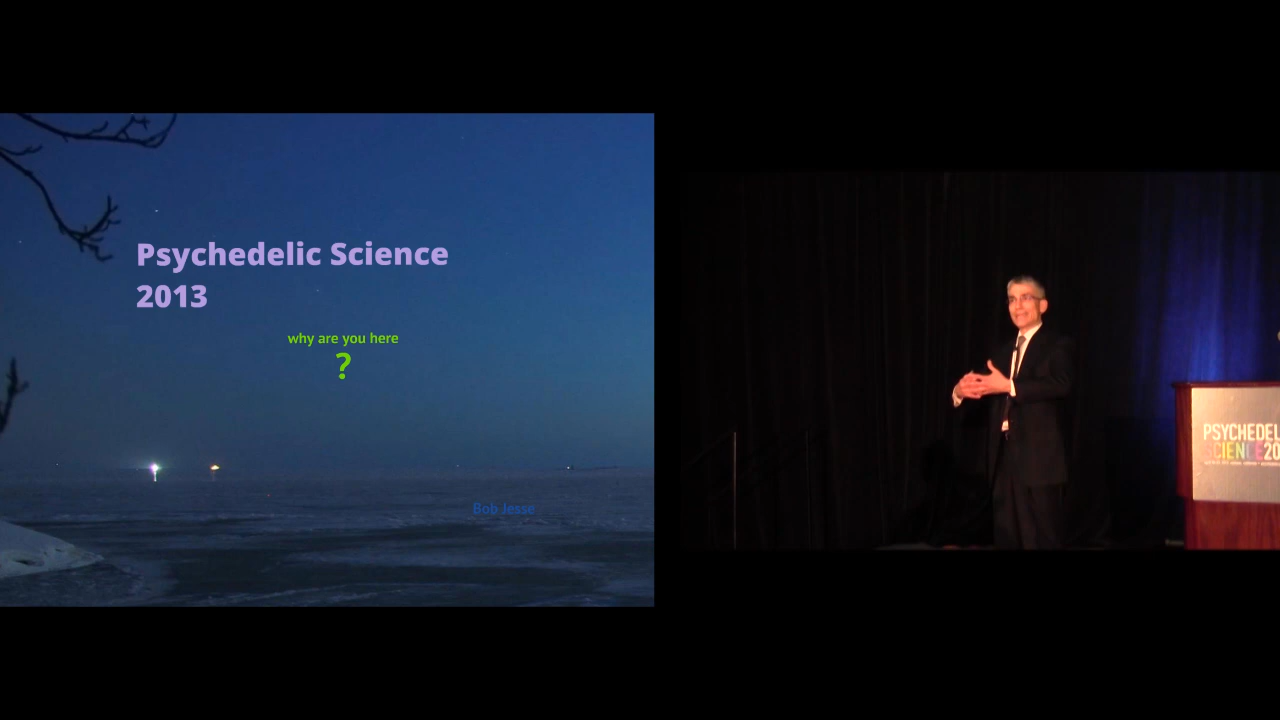 Psychedelic Science
2013
why are you here
?
Bob Jesse
PSYCHEDEL
SCIENCE20